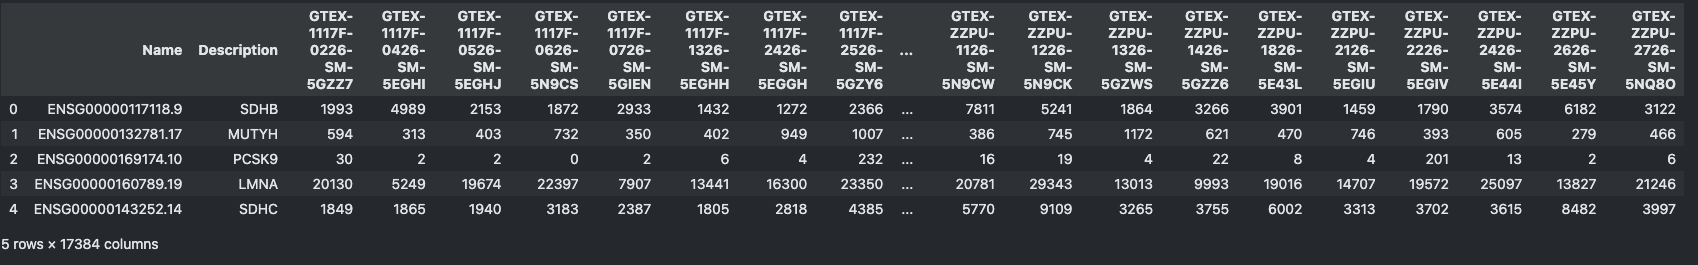 Name Description GTEX-1117F-0226-SM-5GZZ7 GTEX-1117F-0426-SM-5EGHI GTEX-1117F-0526-SM-5EGHJ GTEX-1117F-0626-SM-5N9CS GTEX-1117F-0726-SM-5GIEN GTEX-1117F-1326-SM-5EGHH GTEX-1117F-2426-SM-5EGGH GTEX-1117F-2526-SM-5GZY6 ... GTEX-ZZPU-1126-SM-5N9CW GTEX-ZZPU-1226-SM-5N9CK GTEX-ZZPU-1326-SM-5GZWS GTEX-ZZPU-1426-SM-5GZZ6 GTEX-ZZPU-1826-SM-5E43L GTEX-ZZPU-2126-SM-5EGIU GTEX-ZZPU-2226-SM-5EGIV GTEX-ZZPU-2426-SM-5E44I GTEX-ZZPU-2626-SM-5E45Y GTEX-ZZPU-2726-SM-5NQ8O
0 ENSG00000117118.9 SDHB 1993 4989 2153 1872 2933 1432 1272 2366 ... 7811 5241 1864 3266 3901 1459 1790 3574 6182 3122
1 ENSG00000132781.17 MUTYH 594 313 403 732 350 402 949 1007 ... 386 745 1172 621 470 746 393 605 279 466
2 ENSG00000169174.10 PCSK9 30 2 2 0 2 6 4 232 ... 16 19 4 22 8 4 201 13 2 6
3 ENSG00000160789.19 LMNA 20130 5249 19674 22397 7907 13441 16300 23350 ... 20781 29343 13013 9993 19016 14707 19572 25097 13827 21246
4 ENSG00000143252.14 SDHC 1849 1865 1940 3183 2387 1805 2818 4385 ... 5770 9109 3265 3755 6002 3313 3702 3615 8482 3997
5 rows × 17384 columns